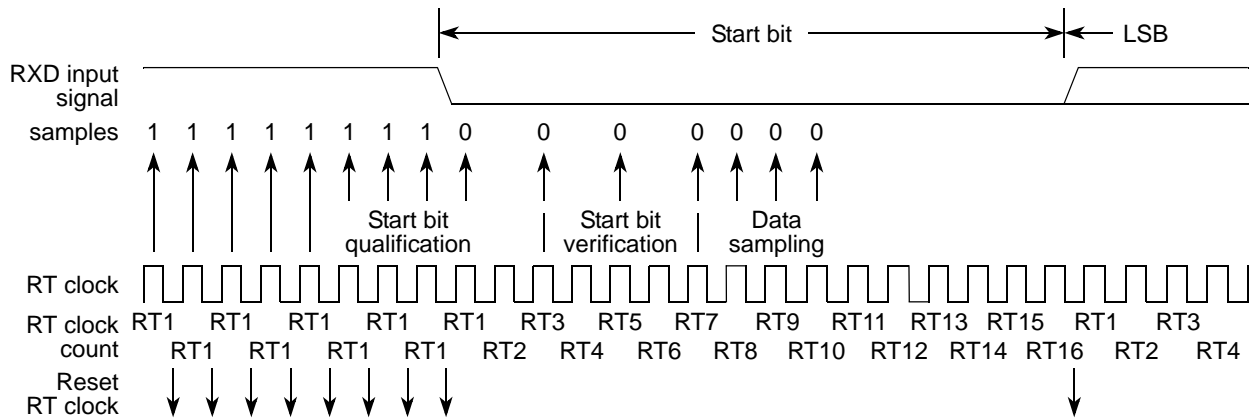 Start bit
LSB
RXD input
signal
samples 1 1 1 1 1 1 1 1 0 0 0 0 0 0 0
Start bit
qualification
Start bit
verification
Data
sampling
RT clock
RT clock
count
RT1 RT1 RT1 RT1 RT1 RT3 RT5 RT7 RT9 RT11 RT13 RT15 RT1 RT3
RT1 RT1 RT1 RT1 RT2 RT4 RT6 RT8 RT10 RT12 RT14 RT16 RT2 RT4
Reset
RT clock